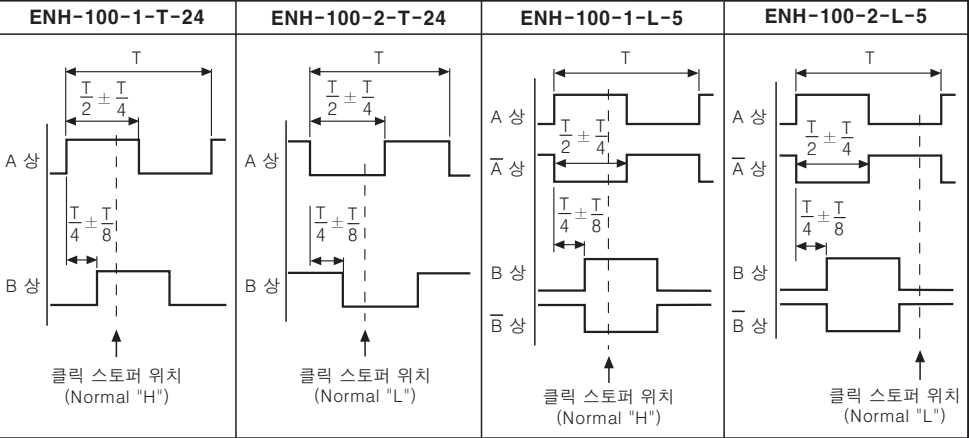 ENH-100-1-T-24
T
T/2 ± T/4
A 상
T/4 ± T/8
B 상
클릭 스토퍼 위치
(Normal "H")
ENH-100-2-T-24
T
T/2 ± T/4
A 상
T/4 ± T/8
B 상
클릭 스토퍼 위치
(Normal "L")
ENH-100-1-L-5
T
A 상
T/2 ± T/4
A̅ 상
T/4 ± T/8
B 상
B̅ 상
클릭 스토퍼 위치
(Normal "H")
ENH-100-2-L-5
T
A 상
T/2 ± T/4
A̅ 상
T/4 ± T/8
B 상
B̅ 상
클릭 스토퍼 위치
(Normal "L")